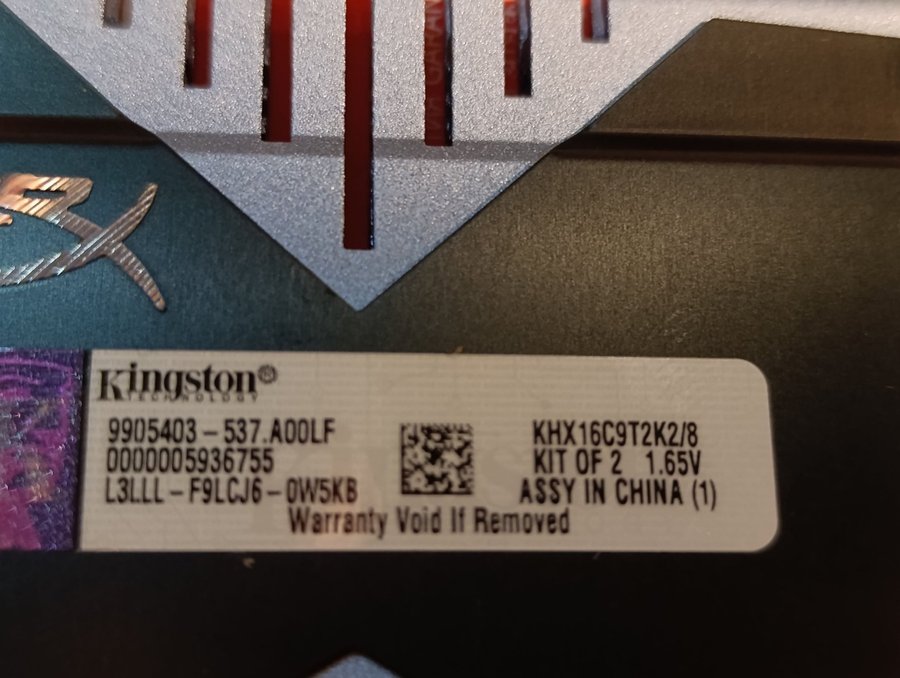 Kingston®
TECHNOLOGY
9905403-537.A00LF
0000005936755
L3LLL-F9LCJ6-0W5KB
KHX16C9T2K2/8
KIT OF 2 1.65V
ASSY IN CHINA (1)
Warranty Void If Removed